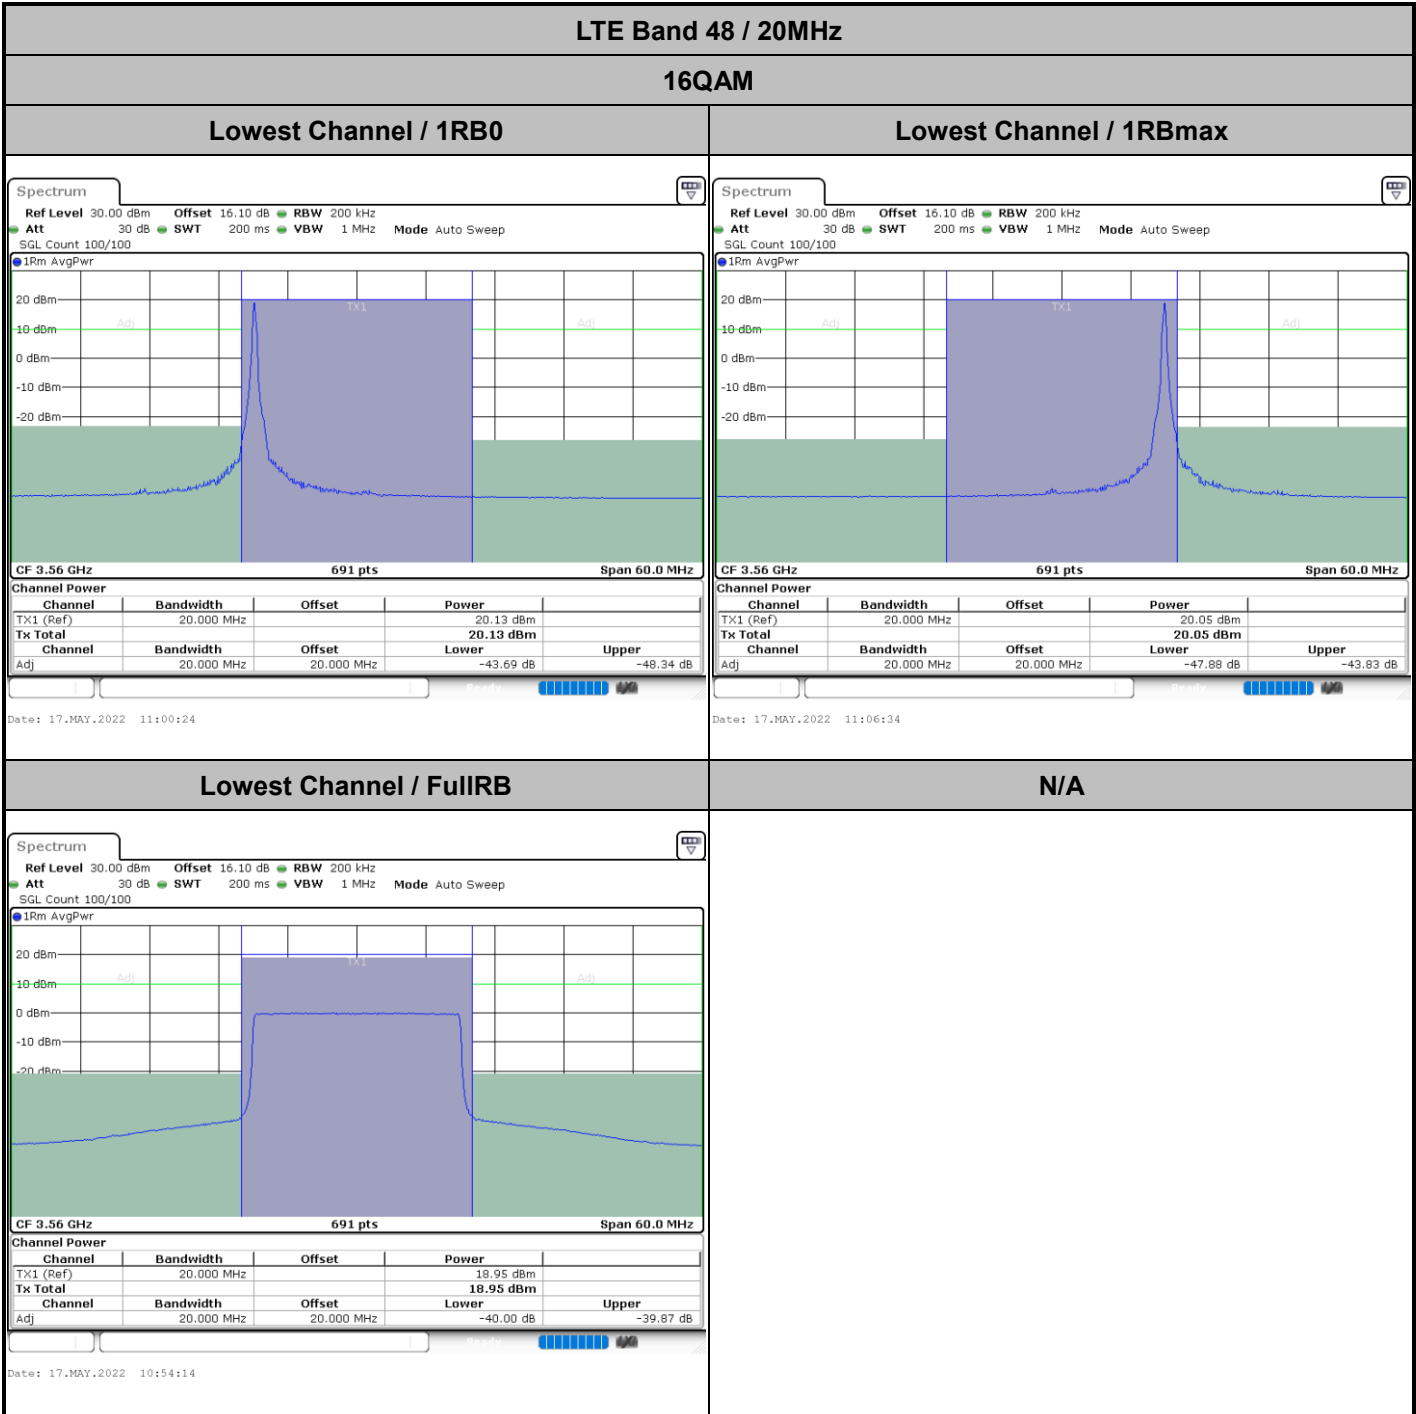 LTE Band 48 / 20MHz
16QAM
Lowest Channel / 1RB0
Lowest Channel / 1RBmax
Spectrum
Ref Level 30.00 dBm Offset 16.10 dB RBW 200 kHz
Att 30 dB SWT 200 ms VBW 1 MHz Mode Auto Sweep
SGL Count 100/100
1Rm AvgPwr
20 dBm
TX1
Adj
Adj
10 dBm
0 dBm
-10 dBm
-20 dBm
CF 3.56 GHz 691 pts Span 60.0 MHz
Channel Power
Channel Bandwidth Offset Power
TX1 (Ref) 20.000 MHz 20.13 dBm
Tx Total 20.13 dBm
Channel Bandwidth Offset Lower Upper
Adj 20.000 MHz 20.000 MHz -43.69 dB -48.34 dB
Ready
Date: 17.MAY.2022 11:00:24
Spectrum
Ref Level 30.00 dBm Offset 16.10 dB RBW 200 kHz
Att 30 dB SWT 200 ms VBW 1 MHz Mode Auto Sweep
SGL Count 100/100
1Rm AvgPwr
20 dBm
TX1
Adj
Adj
10 dBm
0 dBm
-10 dBm
-20 dBm
CF 3.56 GHz 691 pts Span 60.0 MHz
Channel Power
Channel Bandwidth Offset Power
TX1 (Ref) 20.000 MHz 20.05 dBm
Tx Total 20.05 dBm
Channel Bandwidth Offset Lower Upper
Adj 20.000 MHz 20.000 MHz -47.88 dB -43.83 dB
Ready
Date: 17.MAY.2022 11:06:34
Lowest Channel / FullRB
N/A
Spectrum
Ref Level 30.00 dBm Offset 16.10 dB RBW 200 kHz
Att 30 dB SWT 200 ms VBW 1 MHz Mode Auto Sweep
SGL Count 100/100
1Rm AvgPwr
20 dBm
TX1
Adj
Adj
10 dBm
0 dBm
-10 dBm
-20 dBm
CF 3.56 GHz 691 pts Span 60.0 MHz
Channel Power
Channel Bandwidth Offset Power
TX1 (Ref) 20.000 MHz 18.95 dBm
Tx Total 18.95 dBm
Channel Bandwidth Offset Lower Upper
Adj 20.000 MHz 20.000 MHz -40.00 dB -39.87 dB
Ready
Date: 17.MAY.2022 10:54:14